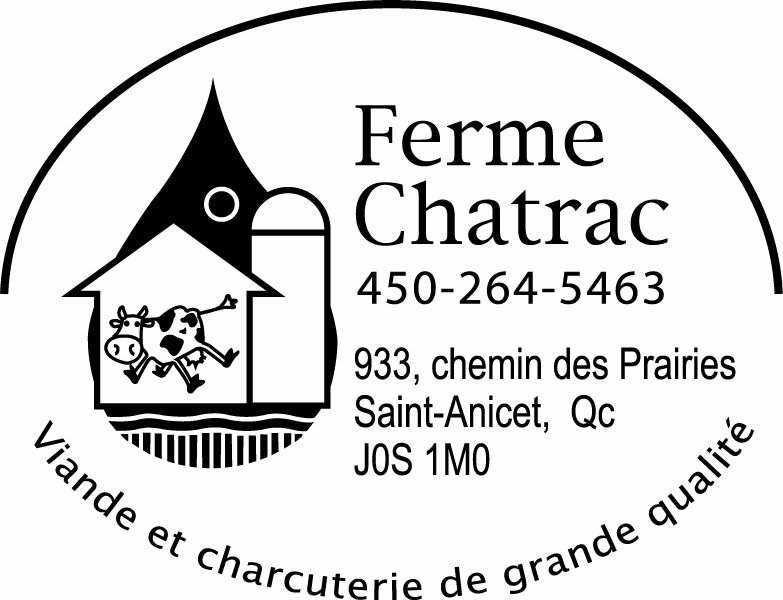 Ferme
Chatrac
450-264-5463
933, chemin des Prairies
Saint-Anicet, Qc
J0S 1M0
Viande et charcuterie de grande qualité